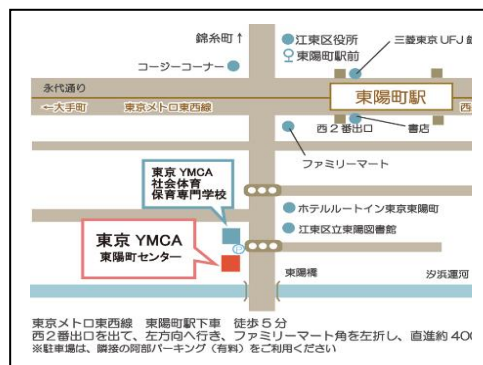 錦糸町↑
江東区役所
東陽町駅前
三菱東京UFJ
コージーコーナー
永代通り
←大手町
東京メトロ東西線
東陽町駅
西
西2番出口
書店
ファミリーマート
東京YMCA
社会体育
保育専門学校
ホテルルートイン東京東陽町
江東区立東陽図書館
東京 YMCA
東陽町センター
P
東陽橋
汐浜運河
東京メトロ東西線　東陽町駅下車　徒歩5分
西2番出口を出て、左方向へ行き、ファミリーマート角を左折し、直進約400
※駐車場は、隣接の阿部パーキング（有料）をご利用ください